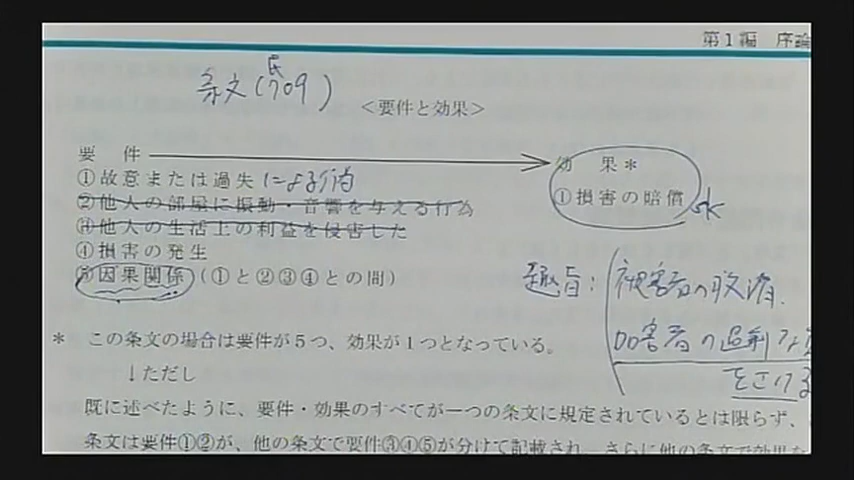 第1編 序論
条文(民709)
<要件と効果>
要 件 → 効 果*
①故意または過失による行為
②他人の部屋に振動・音響を与える行為
③他人の生活上の利益を侵害した
④損害の発生
⑤因果関係(①と②③④との間)
①損害の賠償
趣旨: 被害者の救済
加害者の過剰な
をさける
* この条文の場合は要件が5つ、効果が1つとなっている。
↓ただし
既に述べたように、要件・効果のすべてが一つの条文に規定されているとは限らず、
条文は要件①②が、他の条文で要件③④⑤が分けて記載され、さらに他の条文で効果な